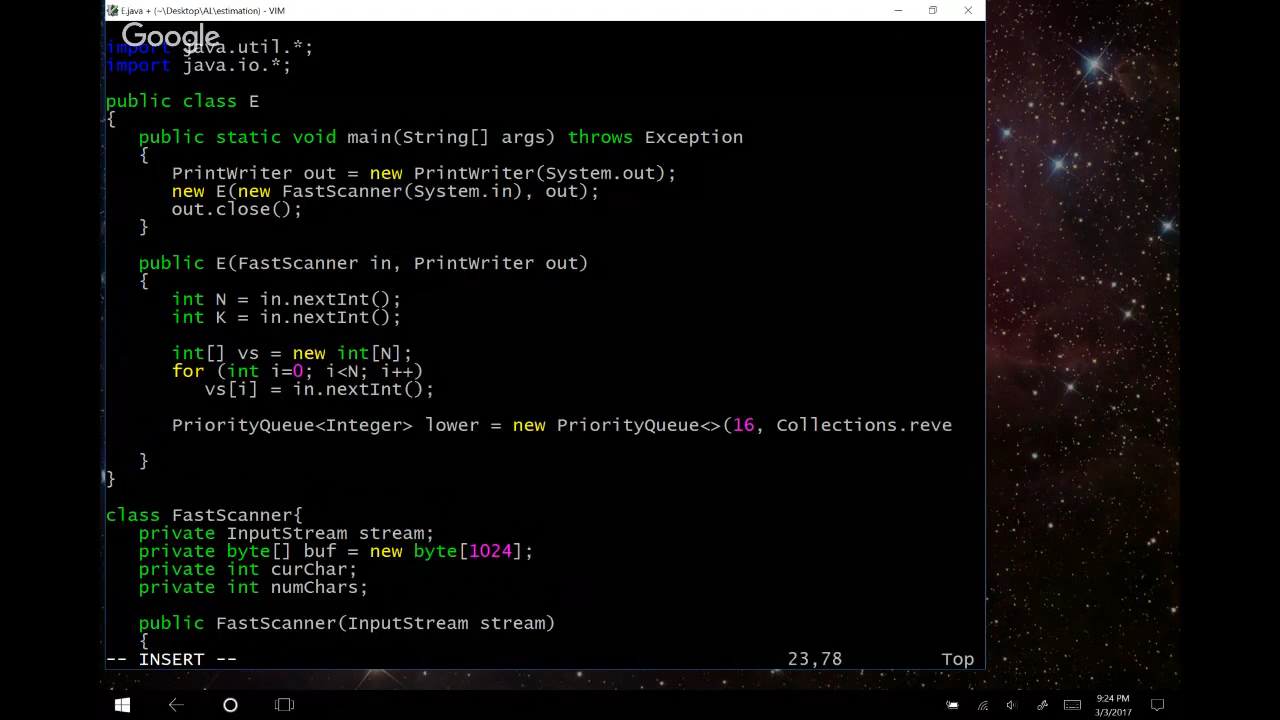 E.java + (~\Desktop\AL\estimation) - VIM
Google
import java.util.*;
import java.io.*;
public class E
{
public static void main(String[] args) throws Exception
{
PrintWriter out = new PrintWriter(System.out);
new E(new FastScanner(System.in), out);
out.close();
}
public E(FastScanner in, PrintWriter out)
{
int N = in.nextInt();
int K = in.nextInt();
int[] vs = new int[N];
for (int i=0; i<N; i++)
vs[i] = in.nextInt();
PriorityQueue<Integer> lower = new PriorityQueue<>(16, Collections.reve
}
}
class FastScanner{
private InputStream stream;
private byte[] buf = new byte[1024];
private int curChar;
private int numChars;
public FastScanner(InputStream stream)
{
-- INSERT -- 23,78 Top
9:24 PM
3/3/2017